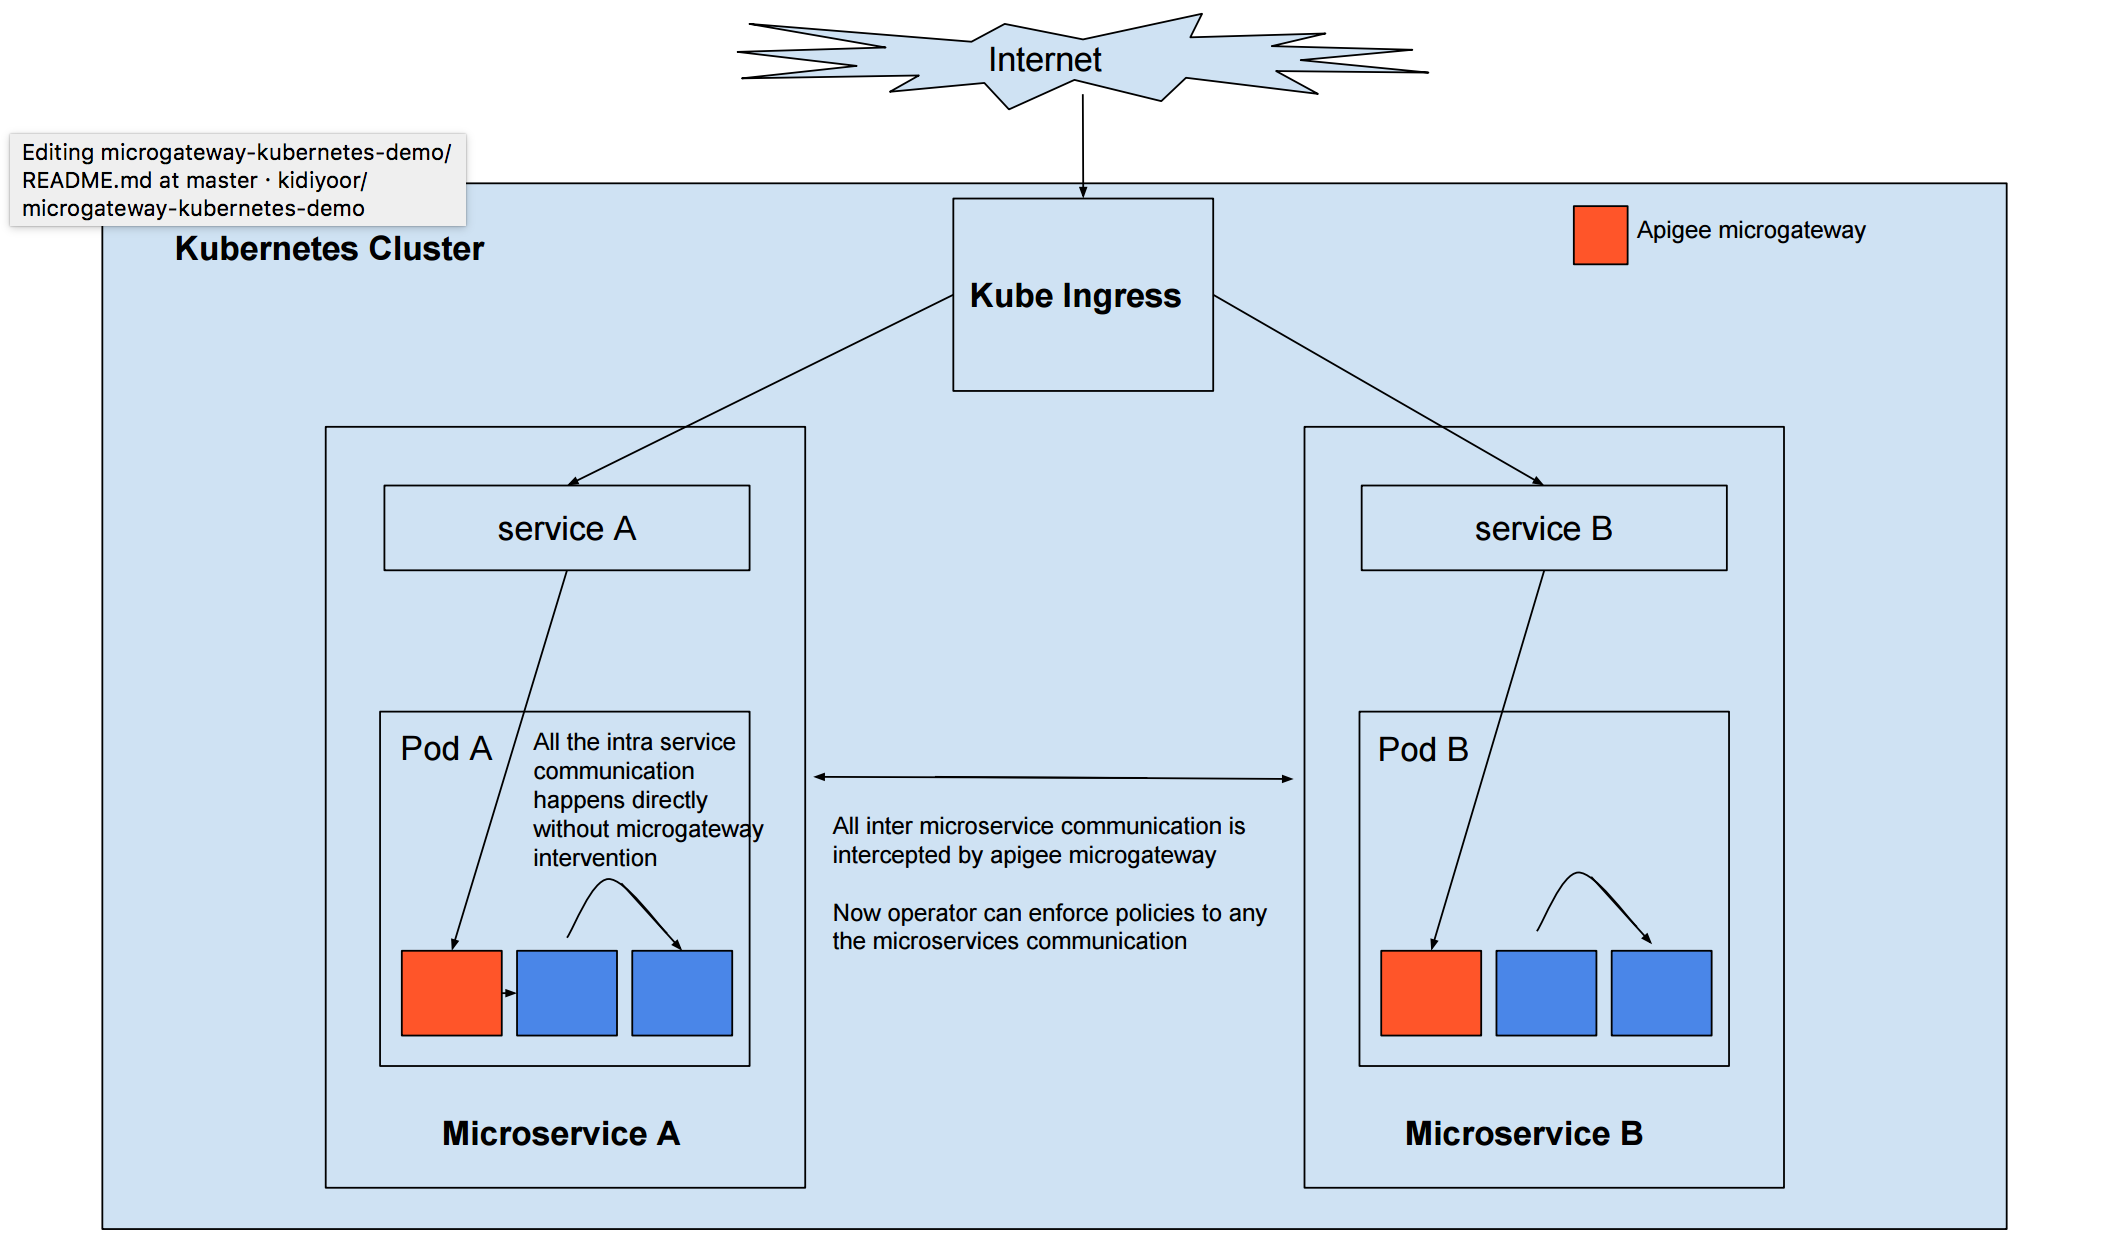 Internet
Editing microgateway-kubernetes-demo/
README.md at master · kidiyoor/
microgateway-kubernetes-demo
Kubernetes Cluster
Apigee microgateway
Kube Ingress
service A
service B
Pod A
All the intra service
communication
happens directly
without microgateway
intervention
Pod B
All inter microservice communication is
intercepted by apigee microgateway
Now operator can enforce policies to any
the microservices communication
Microservice A
Microservice B